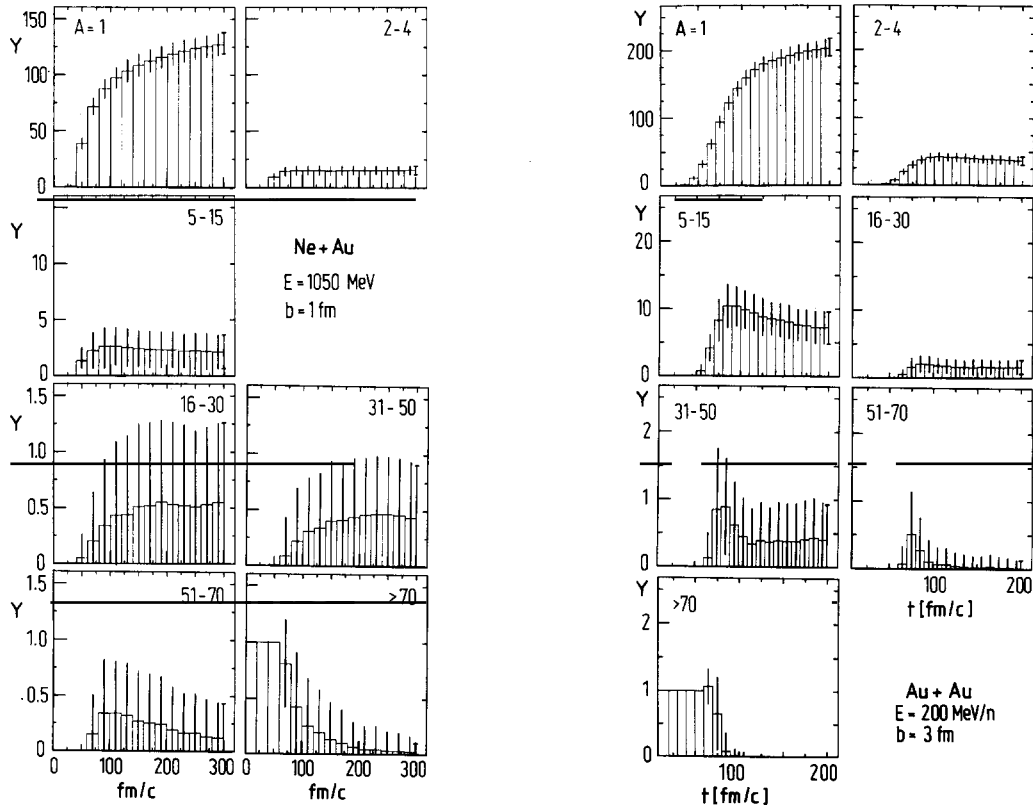 Y
150
100
50
0
A = 1
2-4
Y
15
10
5
0
5-15
Ne + Au
E = 1050 MeV
b = 1 fm
Y
1.5
1.0
0.5
0
16-30
31-50
Y
1.5
1.0
0.5
0
51-70
>70
0
100
200
300
0
100
200
300
fm/c
fm/c
Y
200
100
0
A = 1
2-4
Y
20
10
0
5-15
16-30
Y
2
1
0
31-50
51-70
100
200
t [fm/c]
Y
2
1
0
>70
100
200
t [fm/c]
Au + Au
E = 200 MeV/n
b = 3 fm